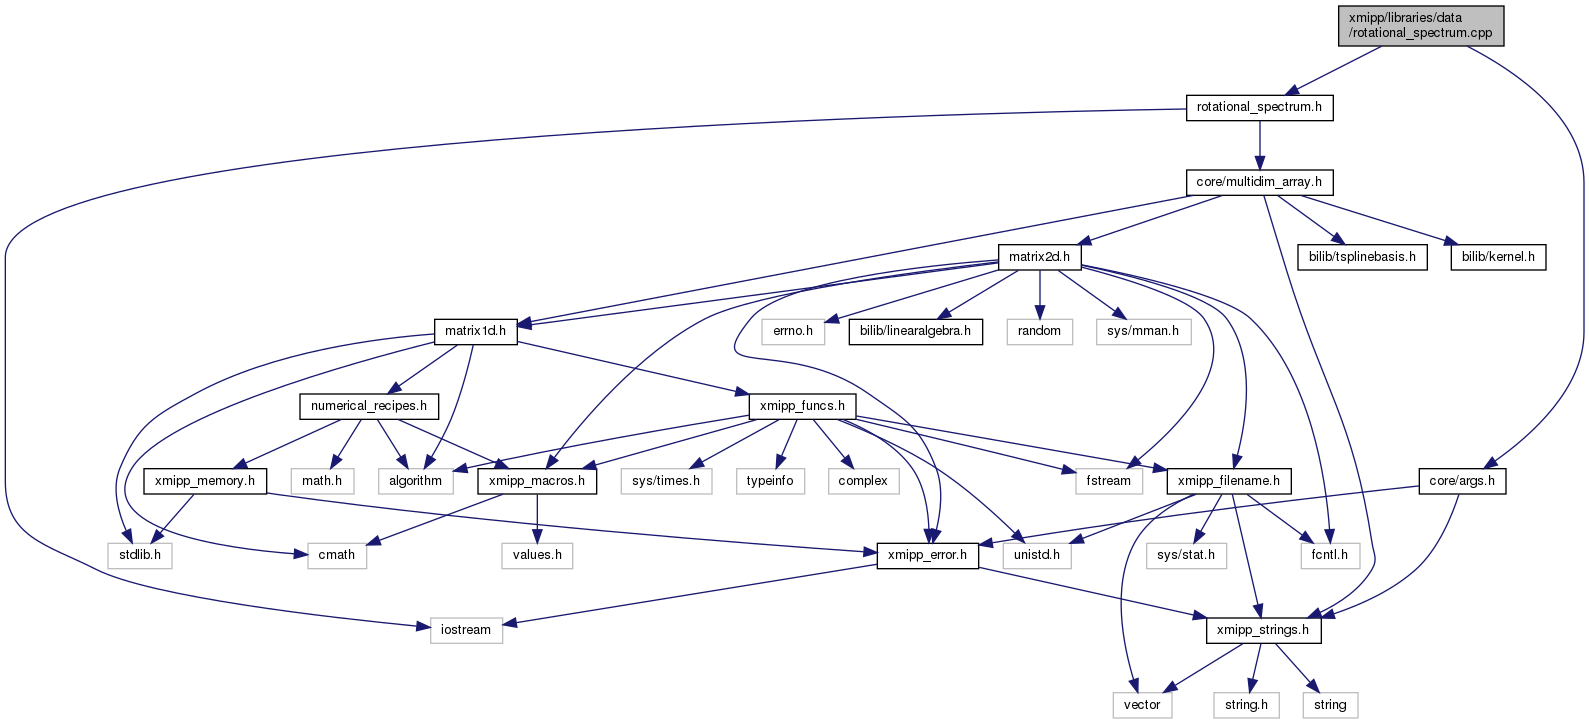 xmipp/libraries/data
/rotational_spectrum.cpp
rotational_spectrum.h
core/multidim_array.h
matrix2d.h
bilib/tsplinebasis.h
bilib/kernel.h
matrix1d.h
errno.h
bilib/linearalgebra.h
random
sys/mman.h
numerical_recipes.h
xmipp_funcs.h
xmipp_memory.h
math.h
algorithm
xmipp_macros.h
sys/times.h
typeinfo
complex
fstream
xmipp_filename.h
core/args.h
stdlib.h
cmath
values.h
xmipp_error.h
unistd.h
sys/stat.h
fcntl.h
iostream
xmipp_strings.h
vector
string.h
string